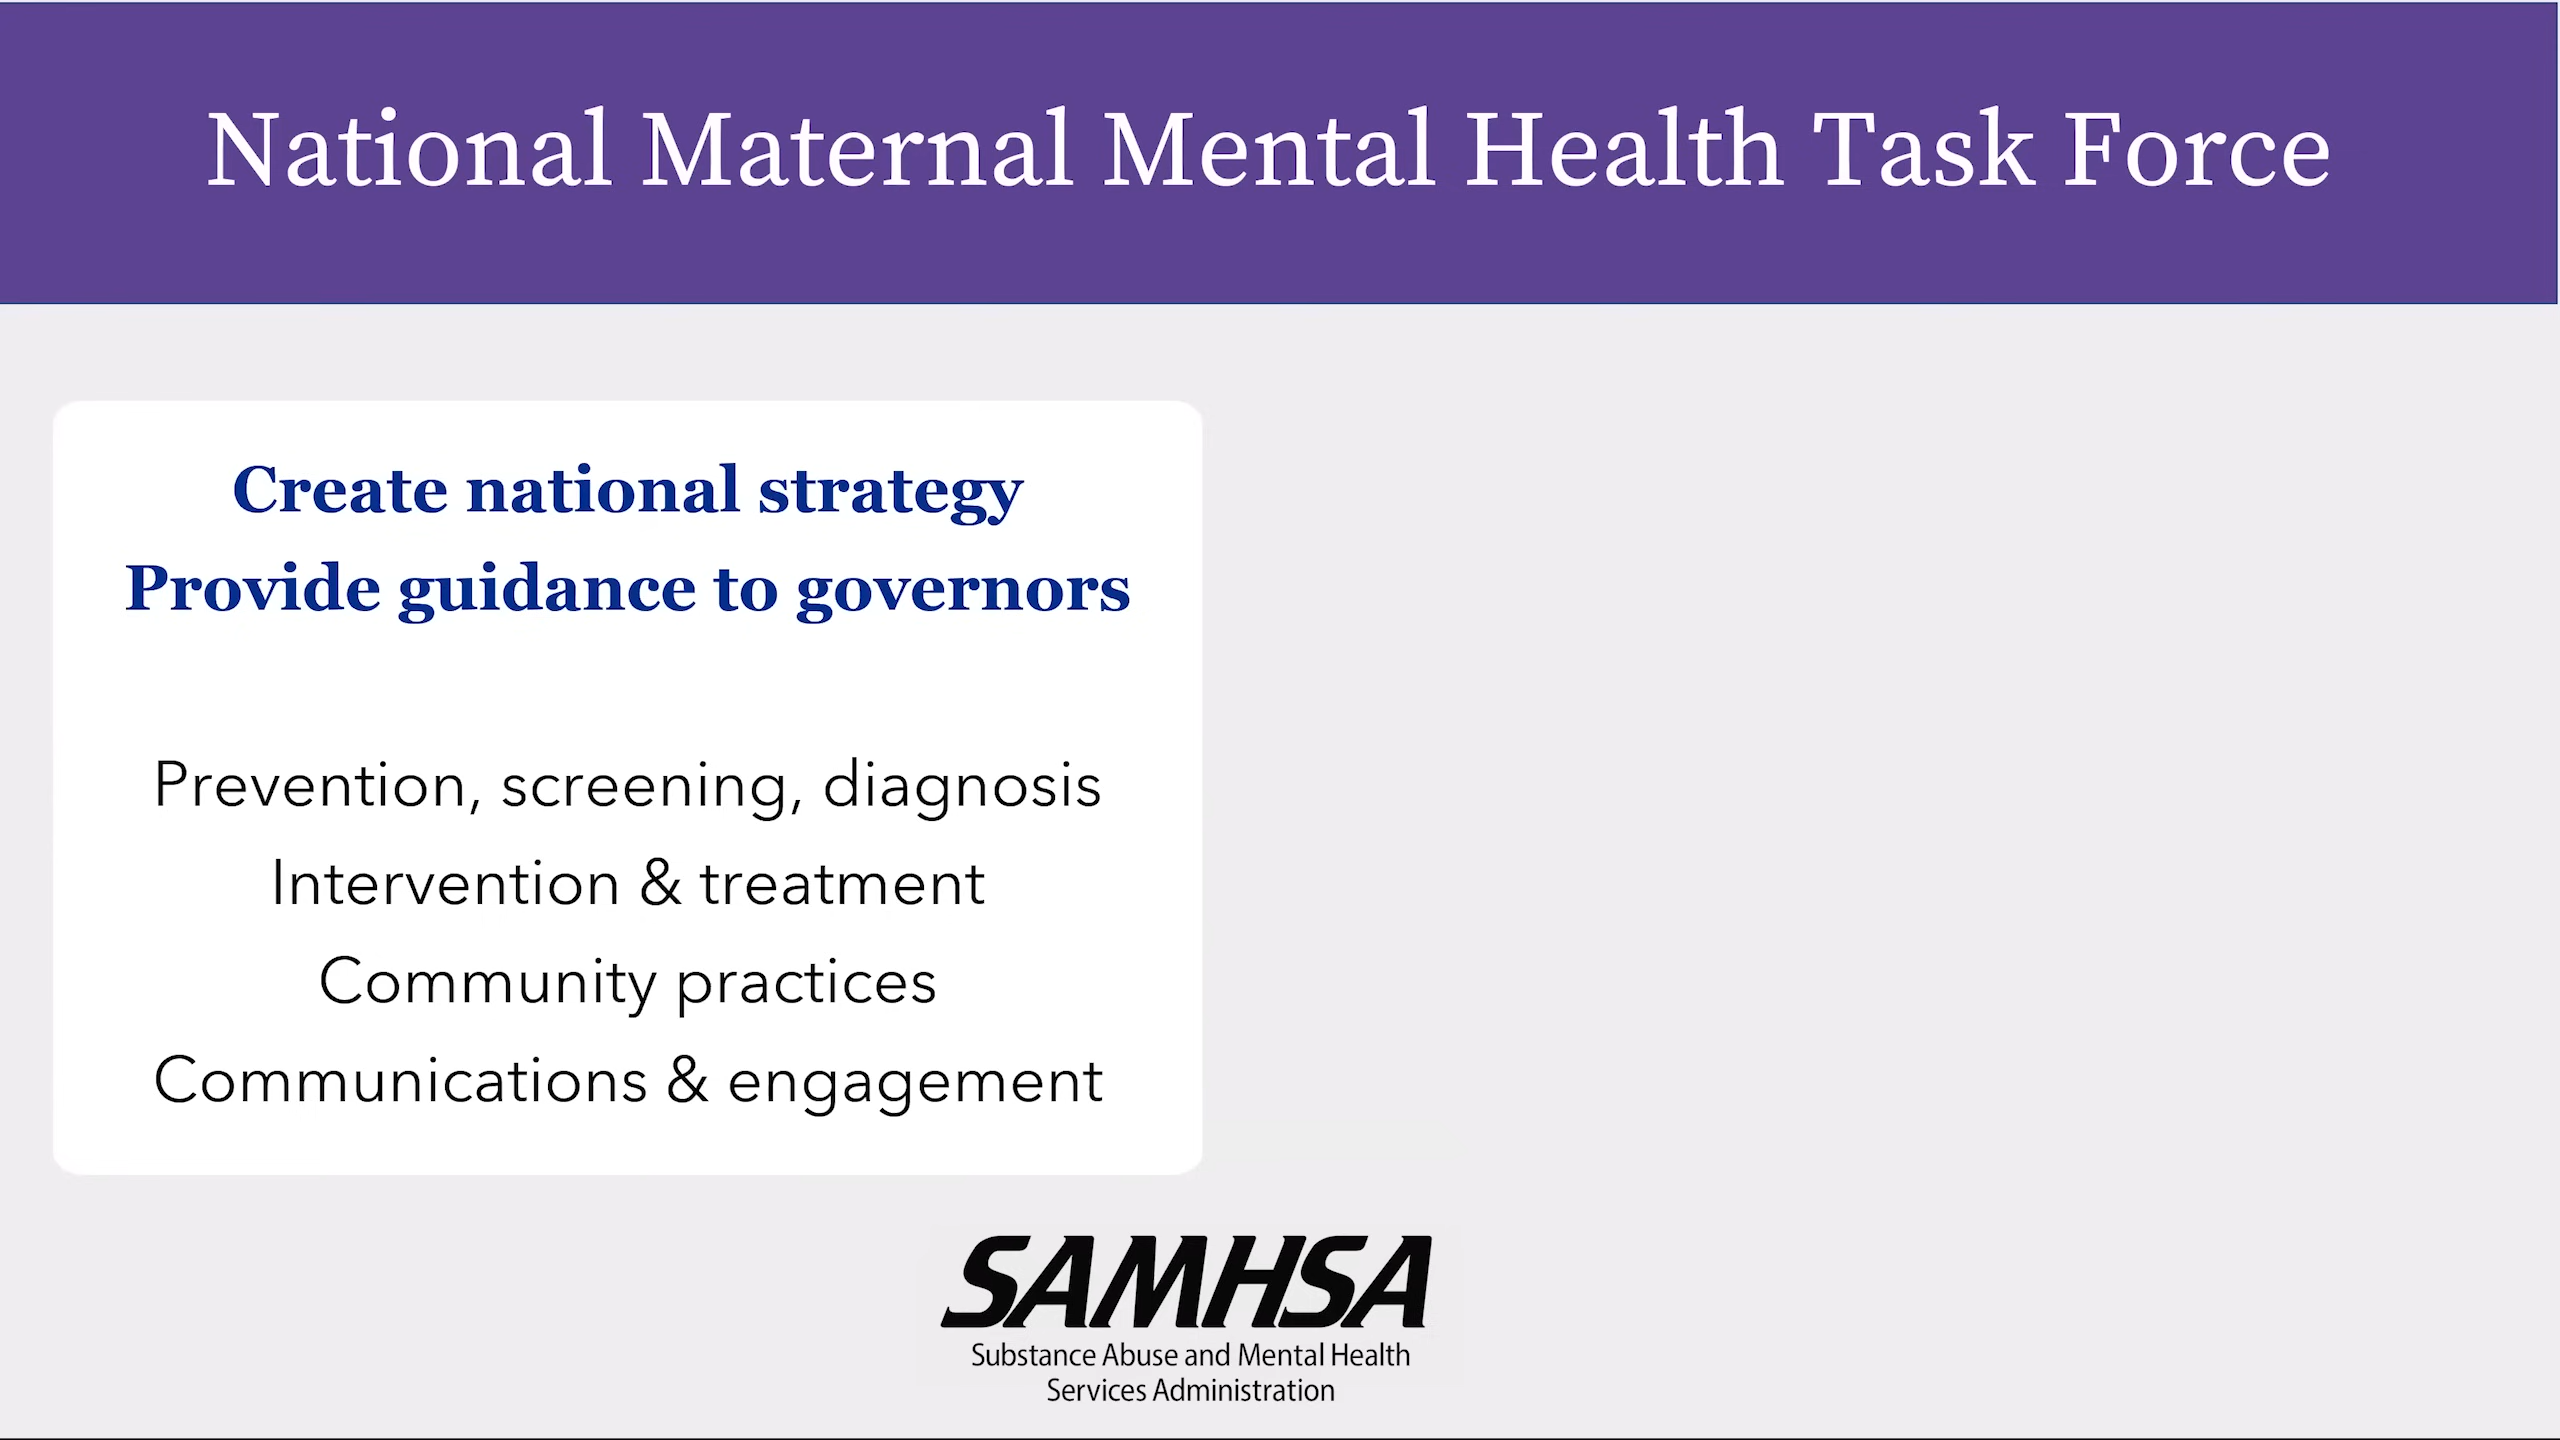 National Maternal Mental Health Task Force
Create national strategy
Provide guidance to governors
Prevention, screening, diagnosis
Intervention & treatment
Community practices
Communications & engagement
SAMHSA
Substance Abuse and Mental Health
Services Administration